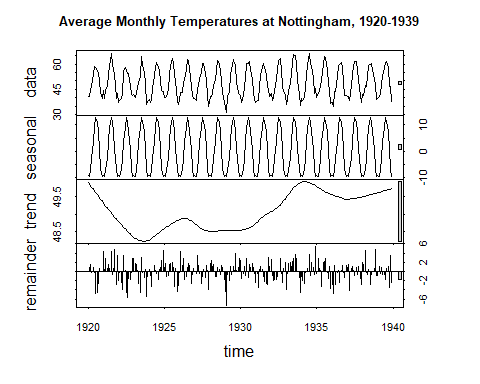 Average Monthly Temperatures at Nottingham, 1920-1939
data
30 45 60
seasonal
-10 0 10
trend
48.5 49.5
remainder
-6 -2 2 6
1920 1925 1930 1935 1940
time